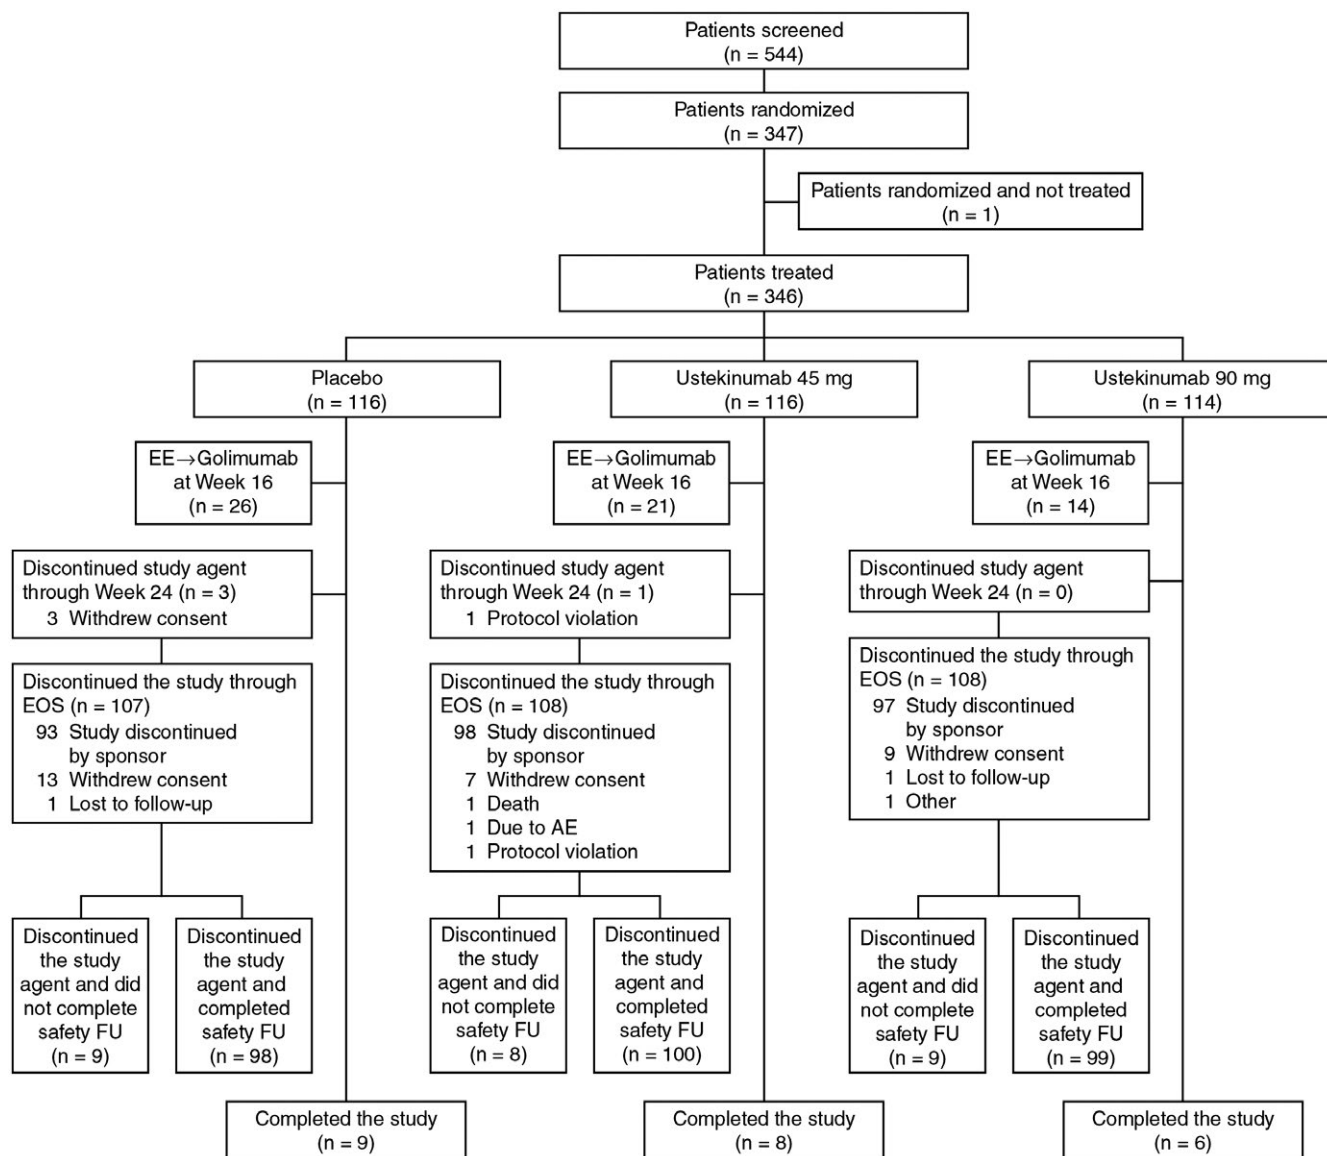 Patients screened
(n = 544)
Patients randomized
(n = 347)
Patients randomized and not treated
(n = 1)
Patients treated
(n = 346)
Placebo
(n = 116)
Ustekinumab 45 mg
(n = 116)
Ustekinumab 90 mg
(n = 114)
EE→Golimumab
at Week 16
(n = 26)
EE→Golimumab
at Week 16
(n = 21)
EE→Golimumab
at Week 16
(n = 14)
Discontinued study agent
through Week 24 (n = 3)
3 Withdrew consent
Discontinued study agent
through Week 24 (n = 1)
1 Protocol violation
Discontinued study agent
through Week 24 (n = 0)
Discontinued the study through
EOS (n = 107)
93 Study discontinued
by sponsor
13 Withdrew consent
1 Lost to follow-up
Discontinued the study through
EOS (n = 108)
98 Study discontinued
by sponsor
7 Withdrew consent
1 Death
1 Due to AE
1 Protocol violation
Discontinued the study through
EOS (n = 108)
97 Study discontinued
by sponsor
9 Withdrew consent
1 Lost to follow-up
1 Other
Discontinued
the study
agent and did
not complete
safety FU
(n = 9)
Discontinued
the study
agent and
completed
safety FU
(n = 98)
Discontinued
the study
agent and did
not complete
safety FU
(n = 8)
Discontinued
the study
agent and
completed
safety FU
(n = 100)
Discontinued
the study
agent and did
not complete
safety FU
(n = 9)
Discontinued
the study
agent and
completed
safety FU
(n = 99)
Completed the study
(n = 9)
Completed the study
(n = 8)
Completed the study
(n = 6)